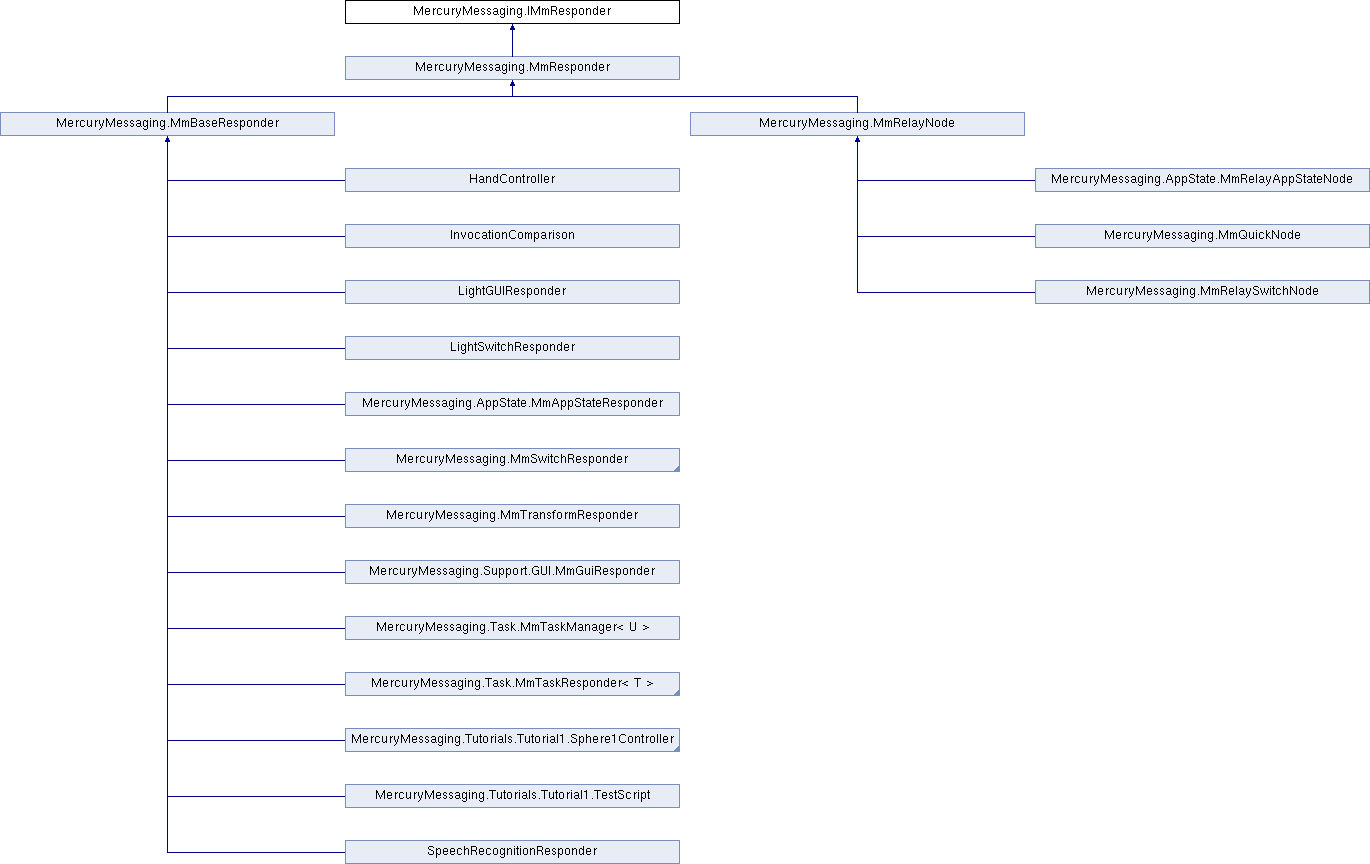 MercuryMessaging.IMmResponder
MercuryMessaging.MmResponder
MercuryMessaging.MmBaseResponder
MercuryMessaging.MmRelayNode
HandController
MercuryMessaging.AppState.MmRelayAppStateNode
InvocationComparison
MercuryMessaging.MmQuickNode
LightGUIResponder
MercuryMessaging.MmRelaySwitchNode
LightSwitchResponder
MercuryMessaging.AppState.MmAppStateResponder
MercuryMessaging.MmSwitchResponder
MercuryMessaging.MmTransformResponder
MercuryMessaging.Support.GUI.MmGuiResponder
MercuryMessaging.Task.MmTaskManager< U >
MercuryMessaging.Task.MmTaskResponder< T >
MercuryMessaging.Tutorials.Tutorial1.Sphere1Controller
MercuryMessaging.Tutorials.Tutorial1.TestScript
SpeechRecognitionResponder